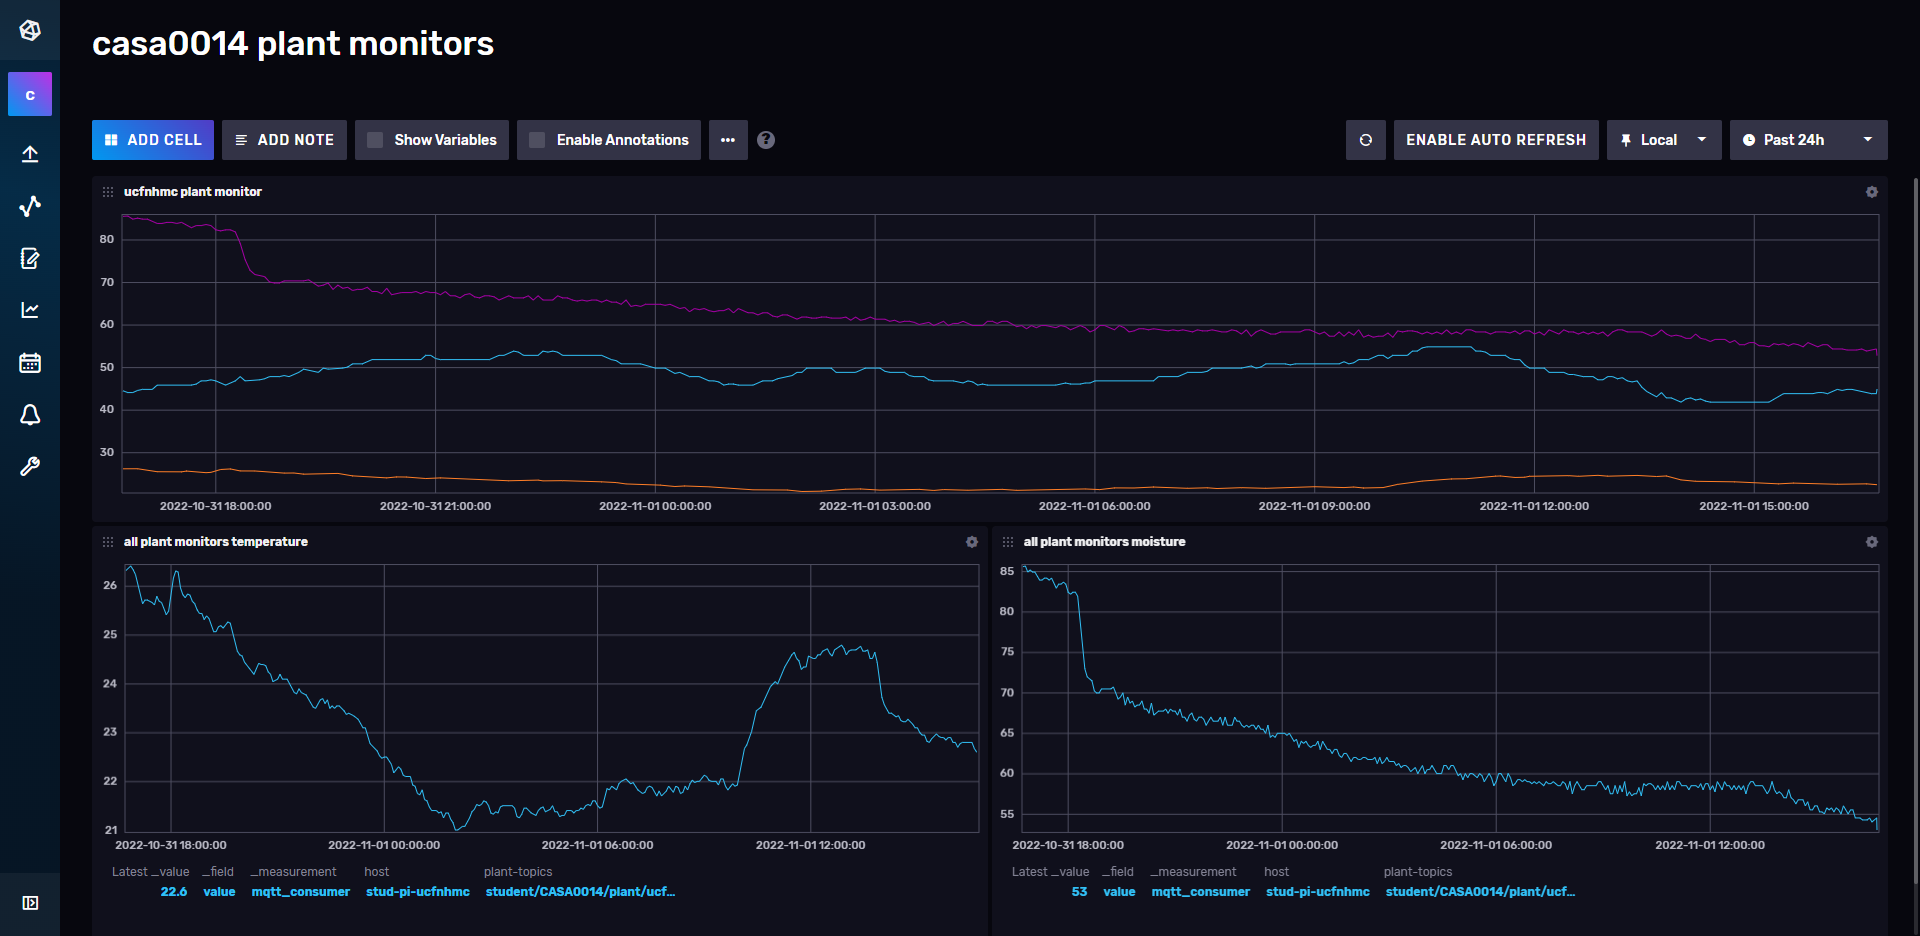 casa0014 plant monitors
C
ADD CELL ADD NOTE Show Variables Enable Annotations ••• ? ENABLE AUTO REFRESH Local Past 24h
ucfnhmc plant monitor
80
70
60
50
40
30
2022-10-31 18:00:00 2022-10-31 21:00:00 2022-11-01 00:00:00 2022-11-01 03:00:00 2022-11-01 06:00:00 2022-11-01 09:00:00 2022-11-01 12:00:00 2022-11-01 15:00:00
all plant monitors temperature
26
25
24
23
22
21
2022-10-31 18:00:00 2022-11-01 00:00:00 2022-11-01 06:00:00 2022-11-01 12:00:00
Latest _value _field _measurement host plant-topics
22.6 value mqtt_consumer stud-pi-ucfnhmc student/CASA0014/plant/ucf...
all plant monitors moisture
85
80
75
70
65
60
55
2022-10-31 18:00:00 2022-11-01 00:00:00 2022-11-01 06:00:00 2022-11-01 12:00:00
Latest _value _field _measurement host plant-topics
53 value mqtt_consumer stud-pi-ucfnhmc student/CASA0014/plant/ucf...